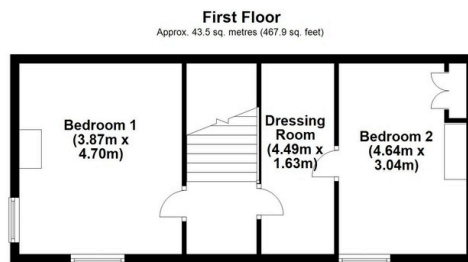 First Floor
Approx. 43.5 sq. metres (467.9 sq. feet)
Bedroom 1
(3.87m x
4.70m)
Dressing
Room
(4.49m x
1.63m)
Bedroom 2
(4.64m x
3.04m)